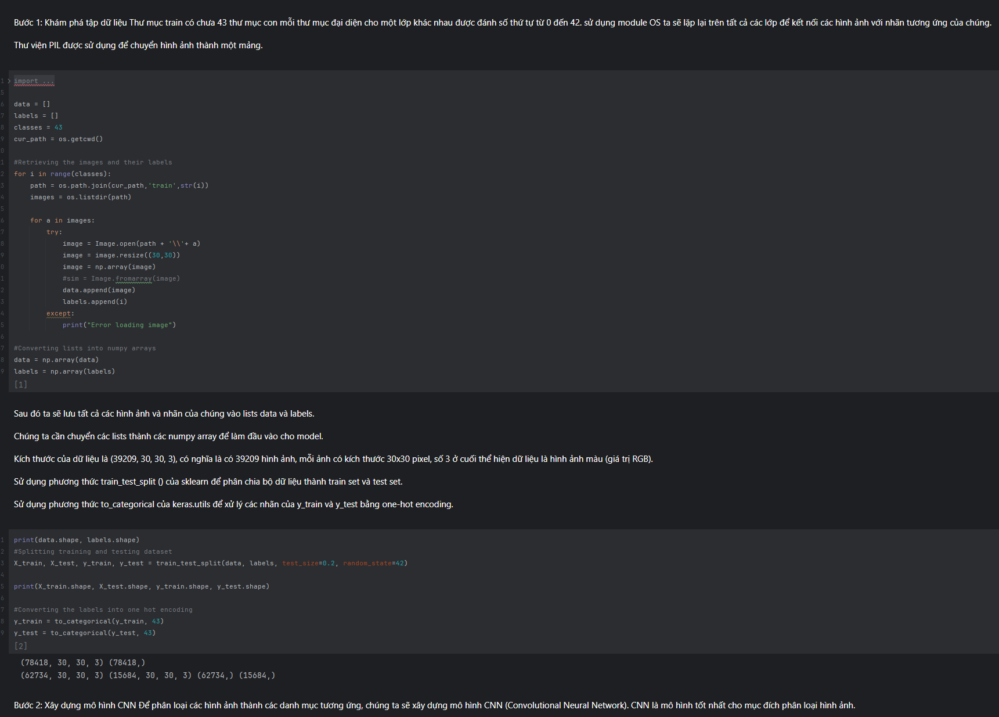 Bước 1: Khám phá tập dữ liệu Thư mục train có chưa 43 thư mục con mỗi thư mục đại diện cho một lớp khác nhau được đánh số thứ tự từ 0 đến 42. sử dụng module OS ta sẽ lặp lại trên tất cả các lớp để kết nối các hình ảnh với nhãn tương ứng của chúng.
Thư viện PIL được sử dụng để chuyển hình ảnh thành một mảng.
import ...
data = []
labels = []
classes = 43
cur_path = os.getcwd()
#Retrieving the images and their labels
for i in range(classes):
    path = os.path.join(cur_path,'train',str(i))
    images = os.listdir(path)
    for a in images:
        try:
            image = Image.open(path + '\\'+ a)
            image = image.resize((30,30))
            image = np.array(image)
            #sim = Image.fromarray(image)
            data.append(image)
            labels.append(i)
        except:
            print("Error loading image")
#Converting lists into numpy arrays
data = np.array(data)
labels = np.array(labels)
[1]
Sau đó ta sẽ lưu tất cả các hình ảnh và nhãn của chúng vào lists data và labels.
Chúng ta cần chuyển các lists thành các numpy array để làm đầu vào cho model.
Kích thước của dữ liệu là (39209, 30, 30, 3), có nghĩa là có 39209 hình ảnh, mỗi ảnh có kích thước 30x30 pixel, số 3 ở cuối thể hiện dữ liệu là hình ảnh màu (giá trị RGB).
Sử dụng phương thức train_test_split () của sklearn để phân chia bộ dữ liệu thành train set và test set.
Sử dụng phương thức to_categorical của keras.utils để xử lý các nhãn của y_train và y_test bằng one-hot encoding.
1 print(data.shape, labels.shape)
2 #Splitting training and testing dataset
3 X_train, X_test, y_train, y_test = train_test_split(data, labels, test_size=0.2, random_state=42)
4
5 print(X_train.shape, X_test.shape, y_train.shape, y_test.shape)
6
7 #Converting the labels into one hot encoding
8 y_train = to_categorical(y_train, 43)
9 y_test = to_categorical(y_test, 43)
[2]
(78418, 30, 30, 3) (78418,)
(62734, 30, 30, 3) (15684, 30, 30, 3) (62734,) (15684,)
Bước 2: Xây dựng mô hình CNN Để phân loại các hình ảnh thành các danh mục tương ứng, chúng ta sẽ xây dựng mô hình CNN (Convolutional Neural Network). CNN là mô hình tốt nhất cho mục đích phân loại hình ảnh.